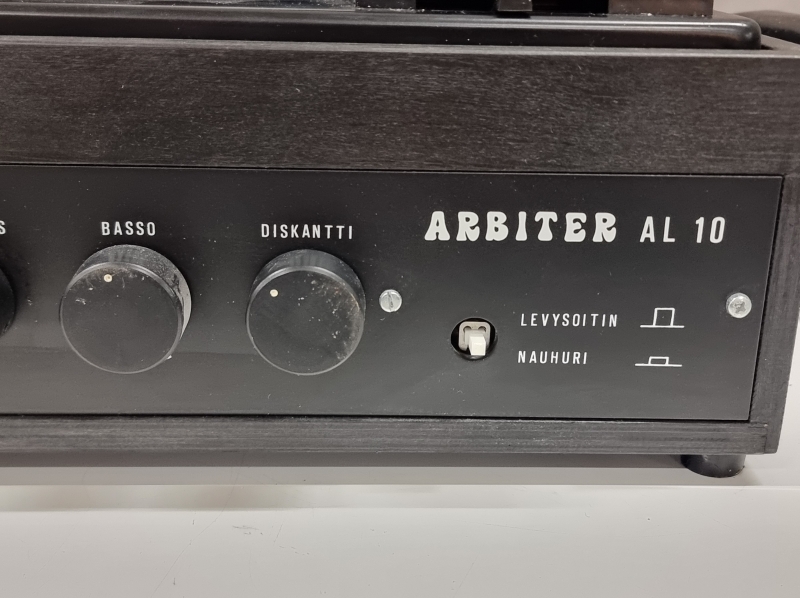 S
BASSO
DISKANTTI
ARBITER AL 10
LEVYSOITIN
NAUHURI